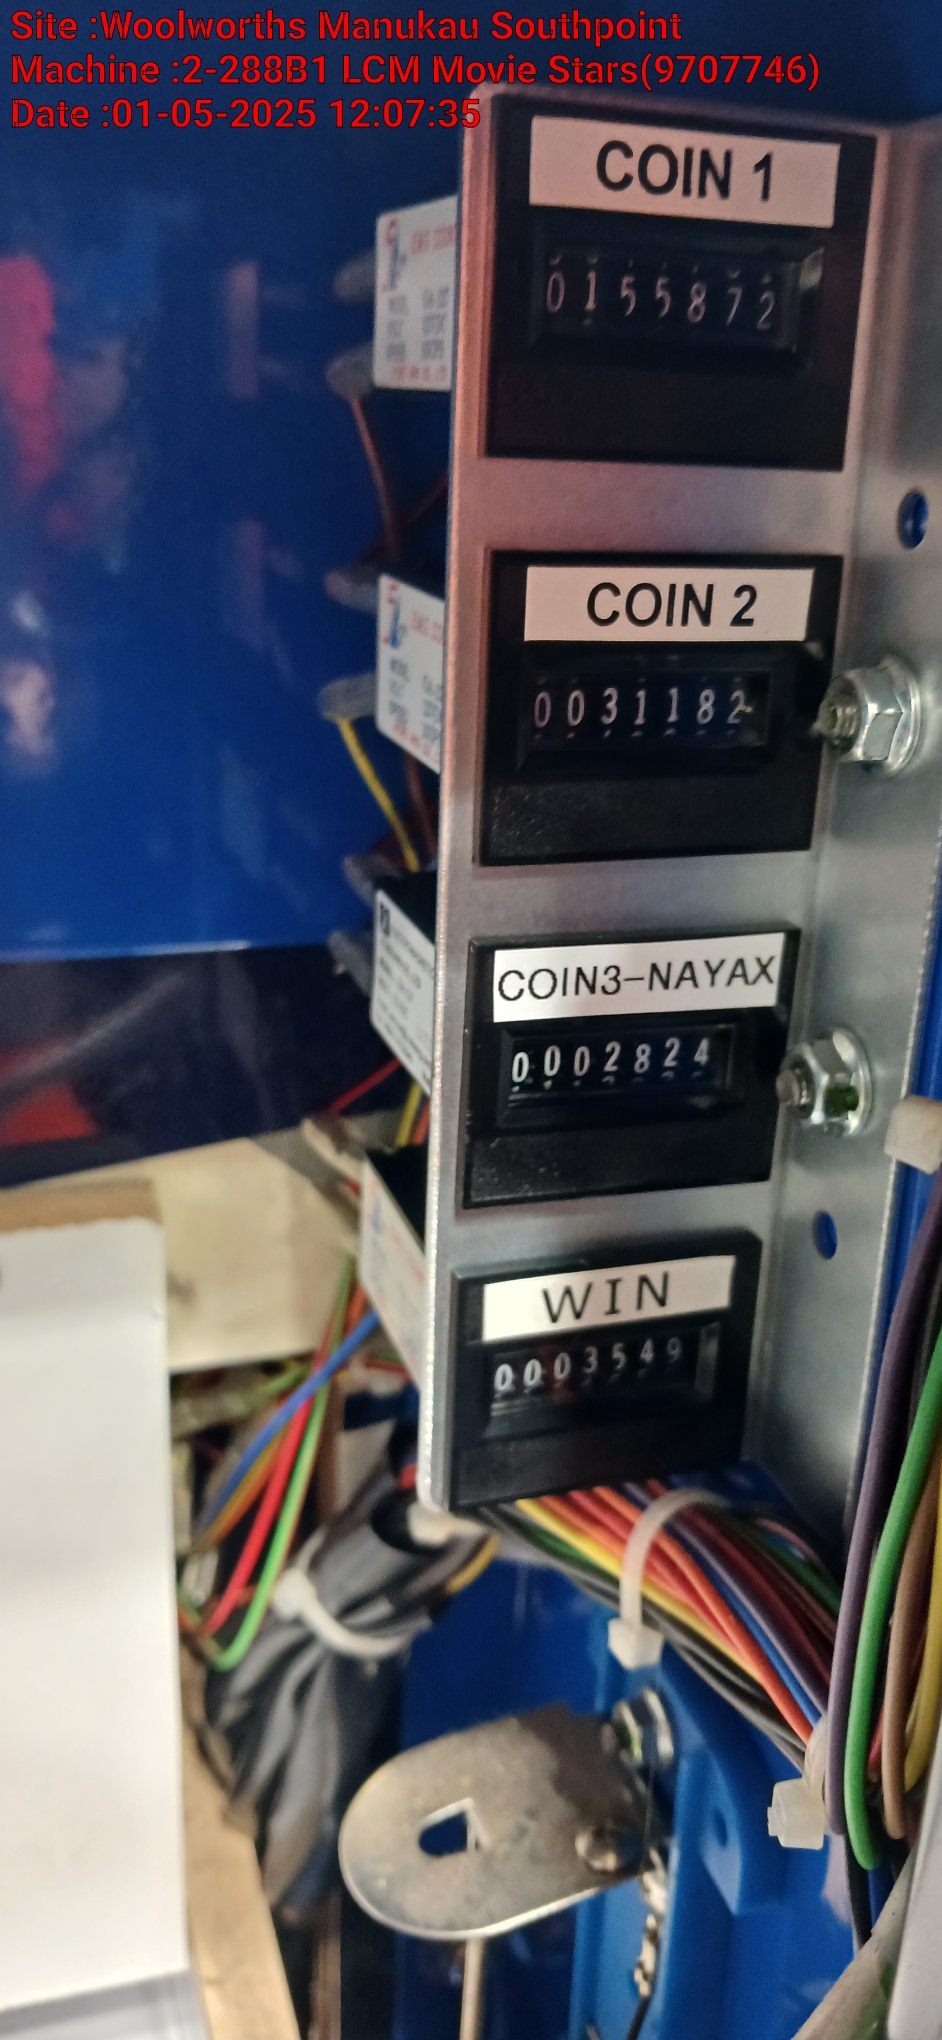 Site :Woolworths Manukau Southpoint
Machine :2-288B1 LCM Movie Stars(9707746)
Date :01-05-2025 12:07:35
COIN 1
0155872
COIN 2
0031182
COIN3-NAYAX
0002824
WIN
0003549